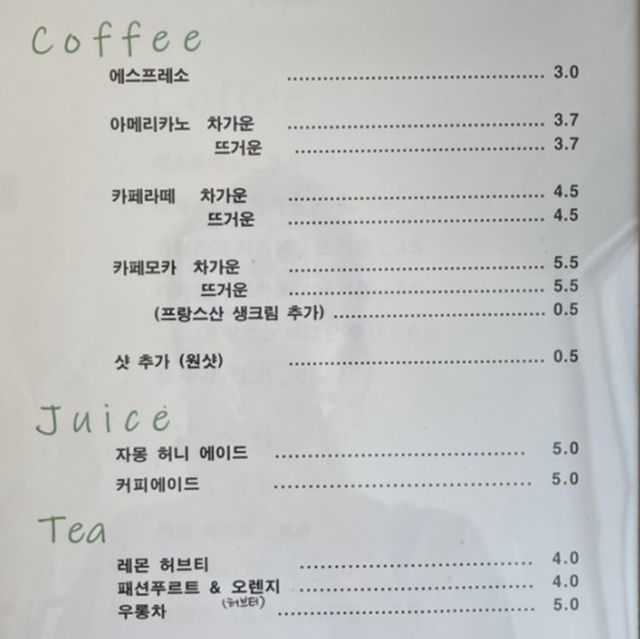 Coffee
에스프레소 ........................................ 3.0
아메리카노 차가운 ........................................ 3.7
뜨거운 ........................................ 3.7
카페라떼 차가운 ........................................ 4.5
뜨거운 ........................................ 4.5
카페모카 차가운 ........................................ 5.5
뜨거운 ........................................ 5.5
(프랑스산 생크림 추가) ................................. 0.5
샷 추가 (원샷) ........................................ 0.5
Juice
자몽 허니 에이드 ........................................ 5.0
커피에이드 ........................................ 5.0
Tea
레몬 허브티 ..................................... 4.0
패션푸르트 & 오렌지 ..................................... 4.0
(허브티)
우롱차 ........................................ 5.0